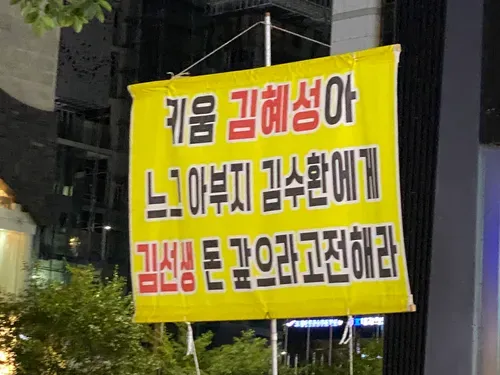 키움 김혜성아
느그아부지 김수환에게
김선생 돈 갚으라고전해라